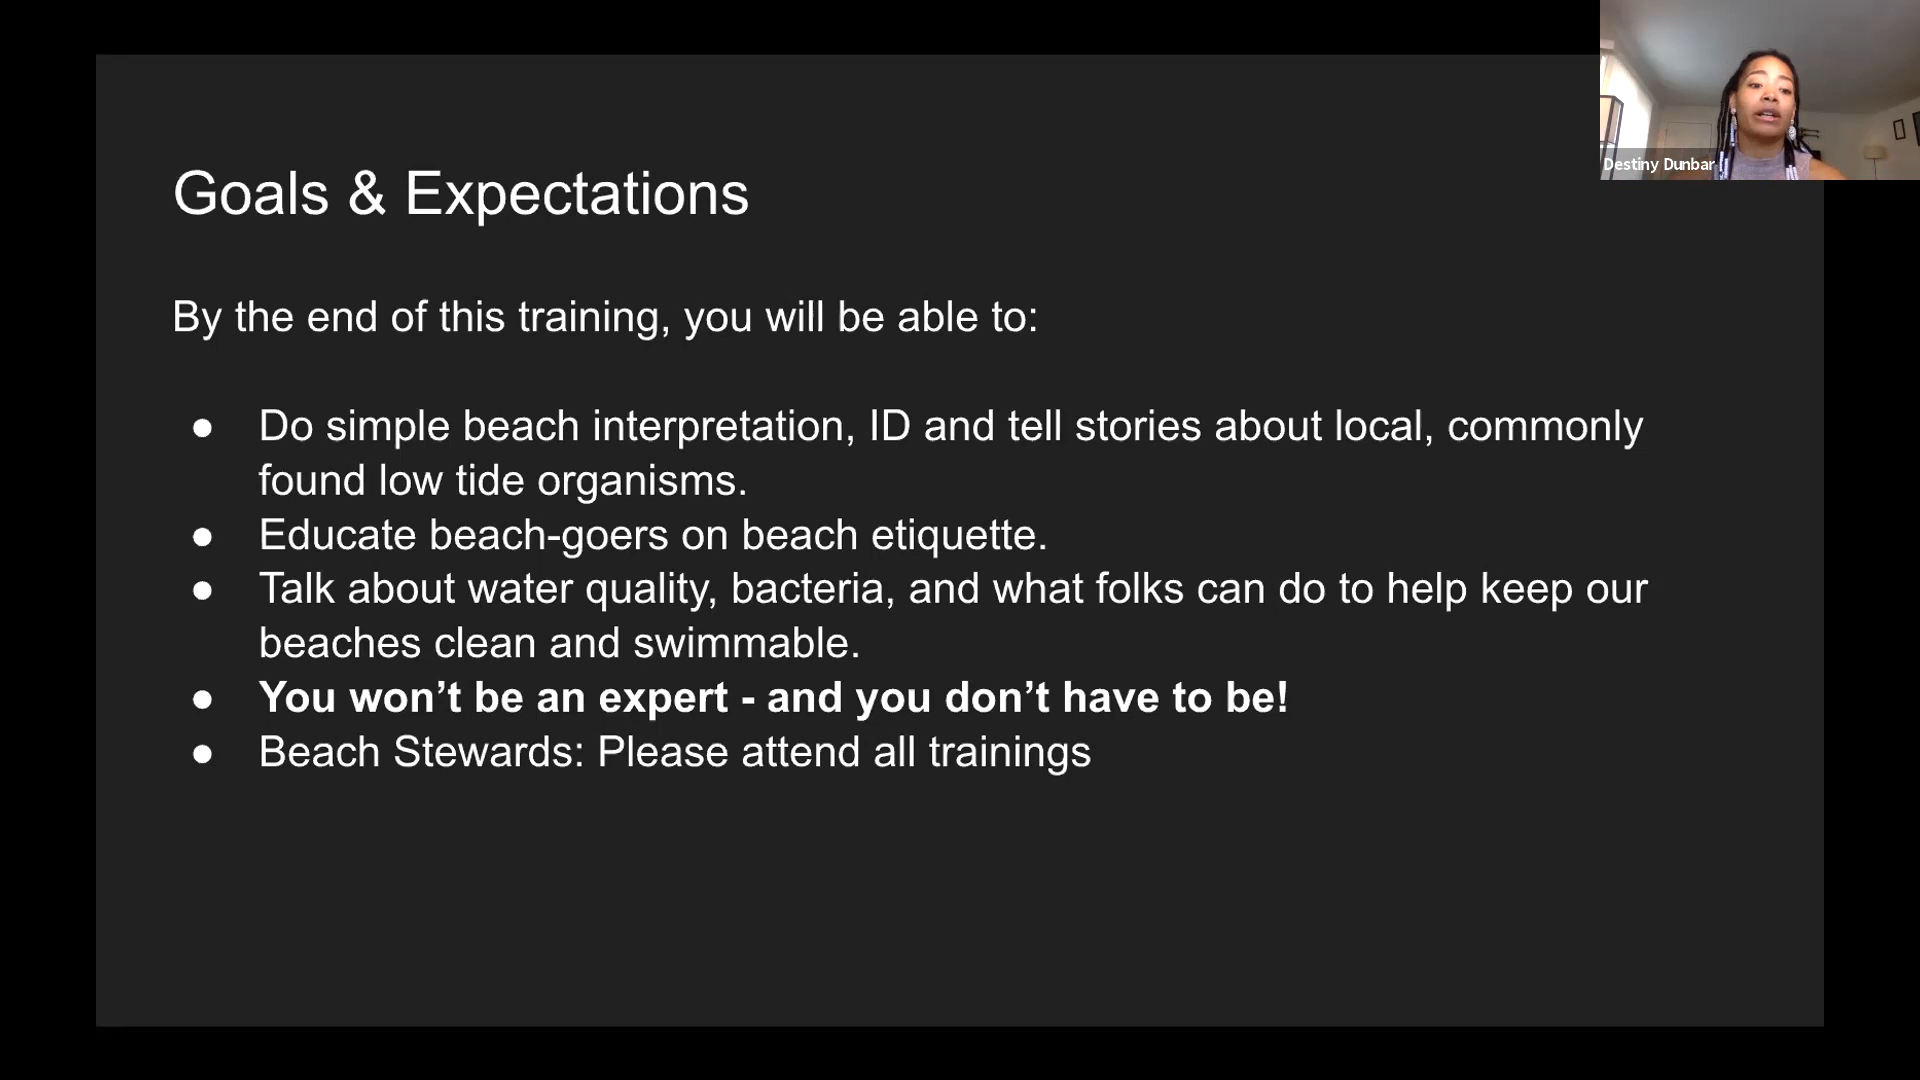 Destiny Dunbar
Goals & Expectations
By the end of this training, you will be able to:
● Do simple beach interpretation, ID and tell stories about local, commonly
found low tide organisms.
● Educate beach-goers on beach etiquette.
● Talk about water quality, bacteria, and what folks can do to help keep our
beaches clean and swimmable.
● You won’t be an expert - and you don’t have to be!
● Beach Stewards: Please attend all trainings